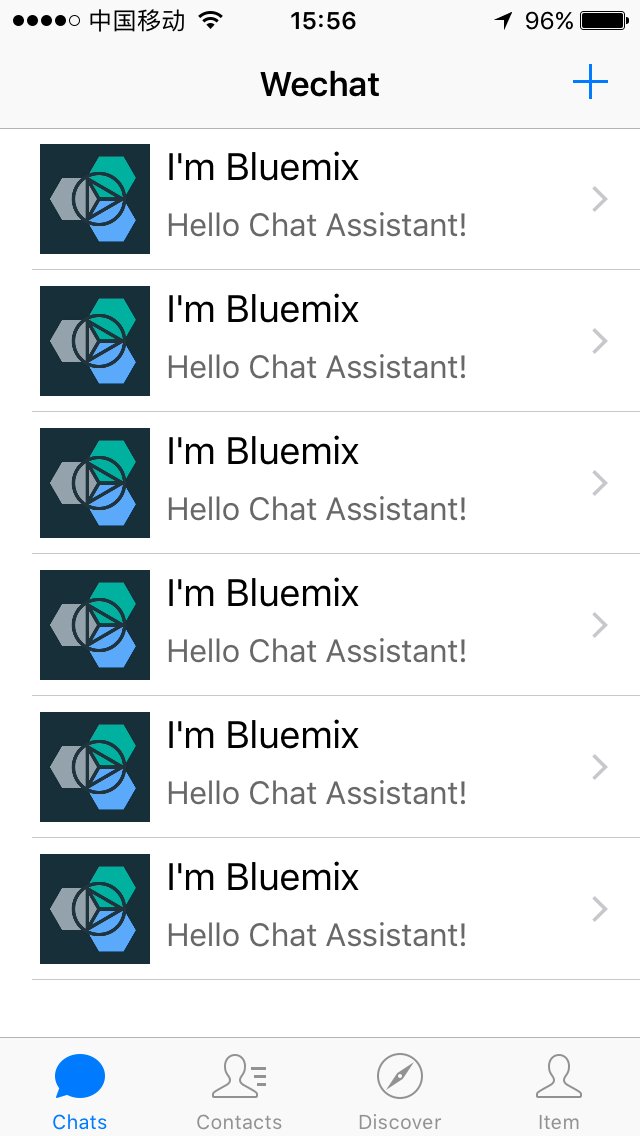 中国移动 15:56 96%
Wechat
I'm Bluemix
Hello Chat Assistant!
I'm Bluemix
Hello Chat Assistant!
I'm Bluemix
Hello Chat Assistant!
I'm Bluemix
Hello Chat Assistant!
I'm Bluemix
Hello Chat Assistant!
I'm Bluemix
Hello Chat Assistant!
Chats Contacts Discover Item